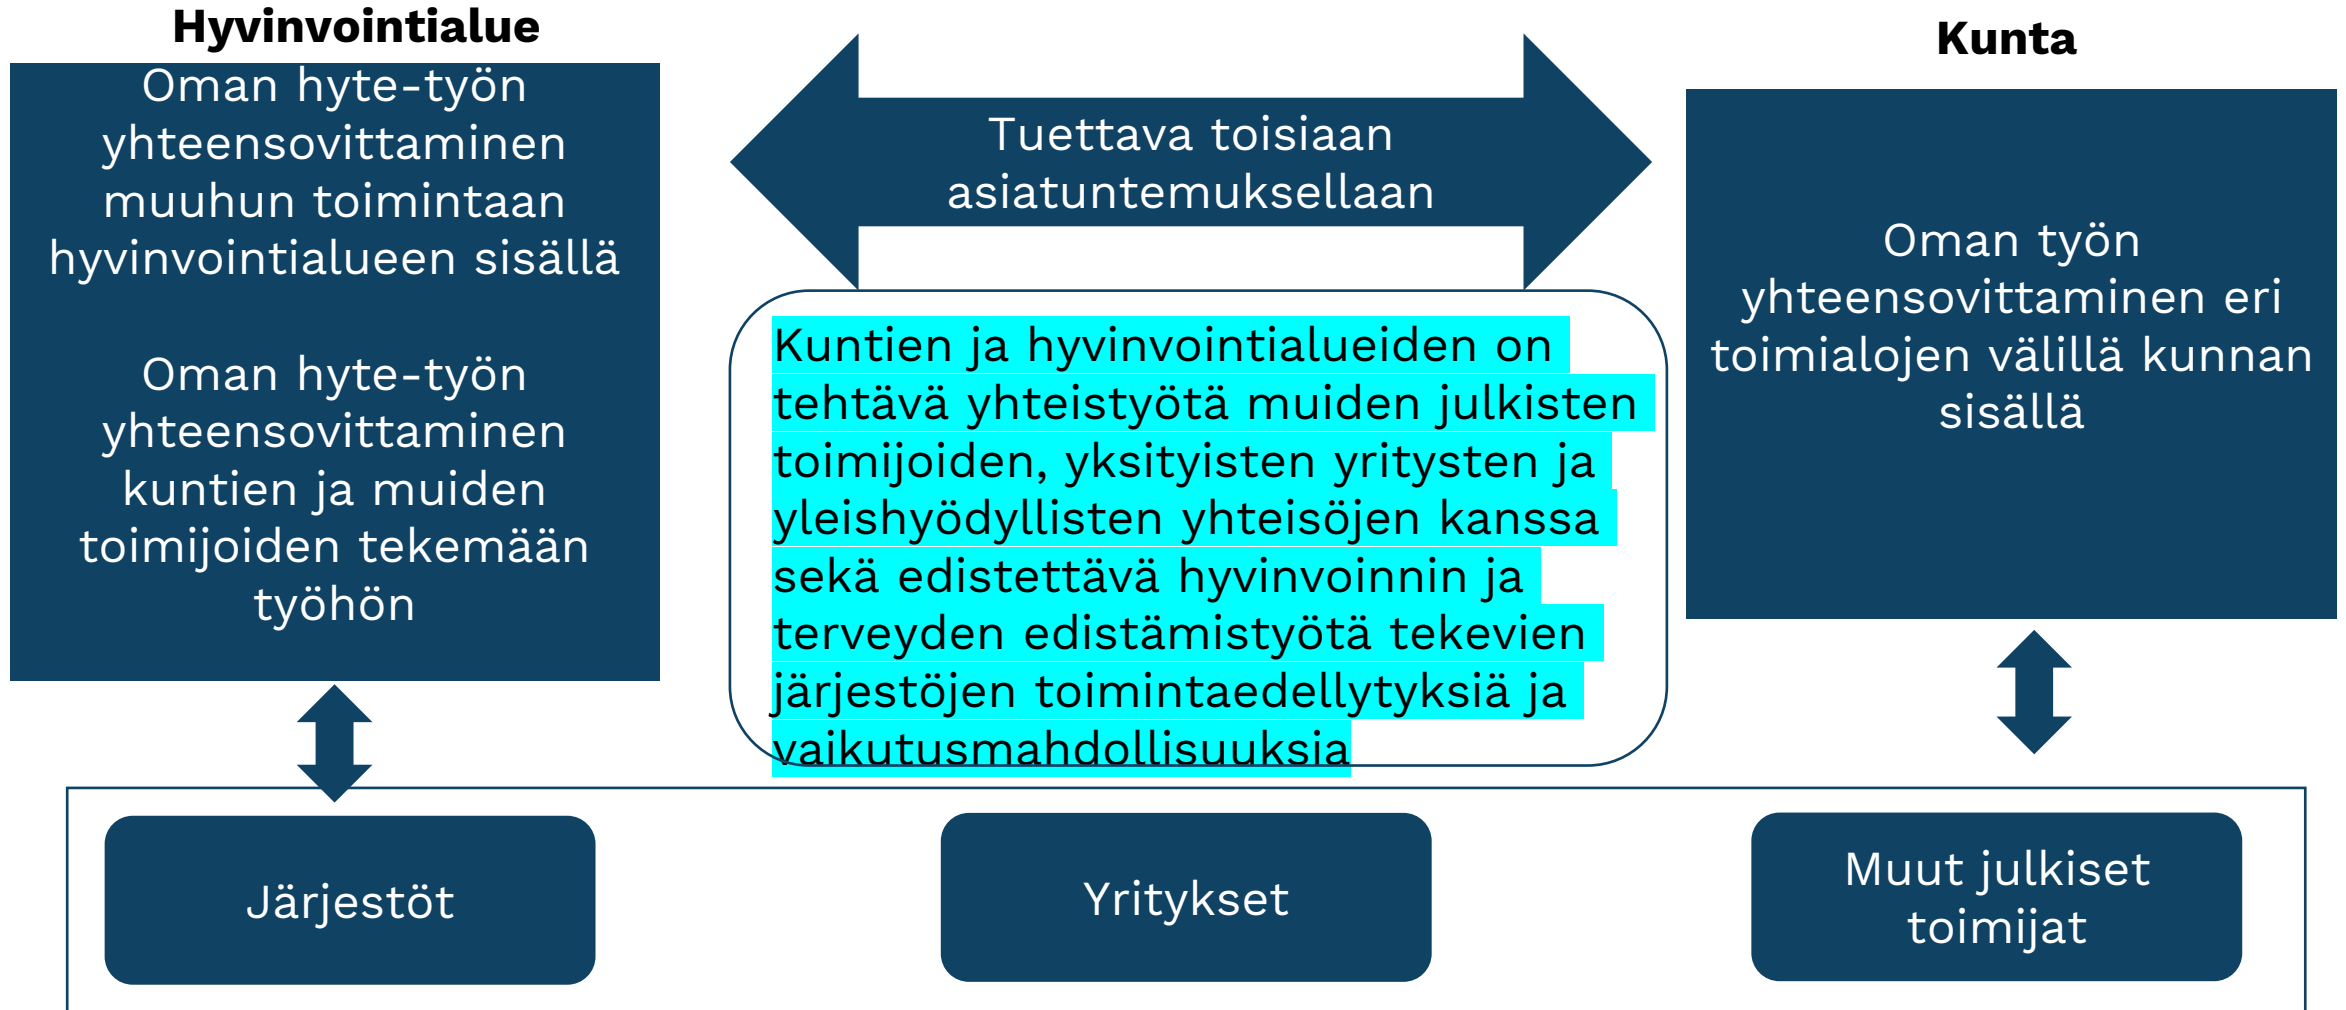 Hyvinvointialue
Oman hyte-työn
yhteensovittaminen
muuhun toimintaan
hyvinvointialueen sisällä
Oman hyte-työn
yhteensovittaminen
kuntien ja muiden
toimijoiden tekemään
työhön
Tuettava toisiaan
asiatuntemuksellaan
Kuntien ja hyvinvointialueiden on
tehtävä yhteistyötä muiden julkisten
toimijoiden, yksityisten yritysten ja
yleishyödyllisten yhteisöjen kanssa
sekä edistettävä hyvinvoinnin ja
terveyden edistämistyötä tekevien
järjestöjen toimintaedellytyksiä ja
vaikutusmahdollisuuksia
Kunta
Oman työn
yhteensovittaminen eri
toimialojen välillä kunnan
sisällä
Järjestöt
Yritykset
Muut julkiset
toimijat